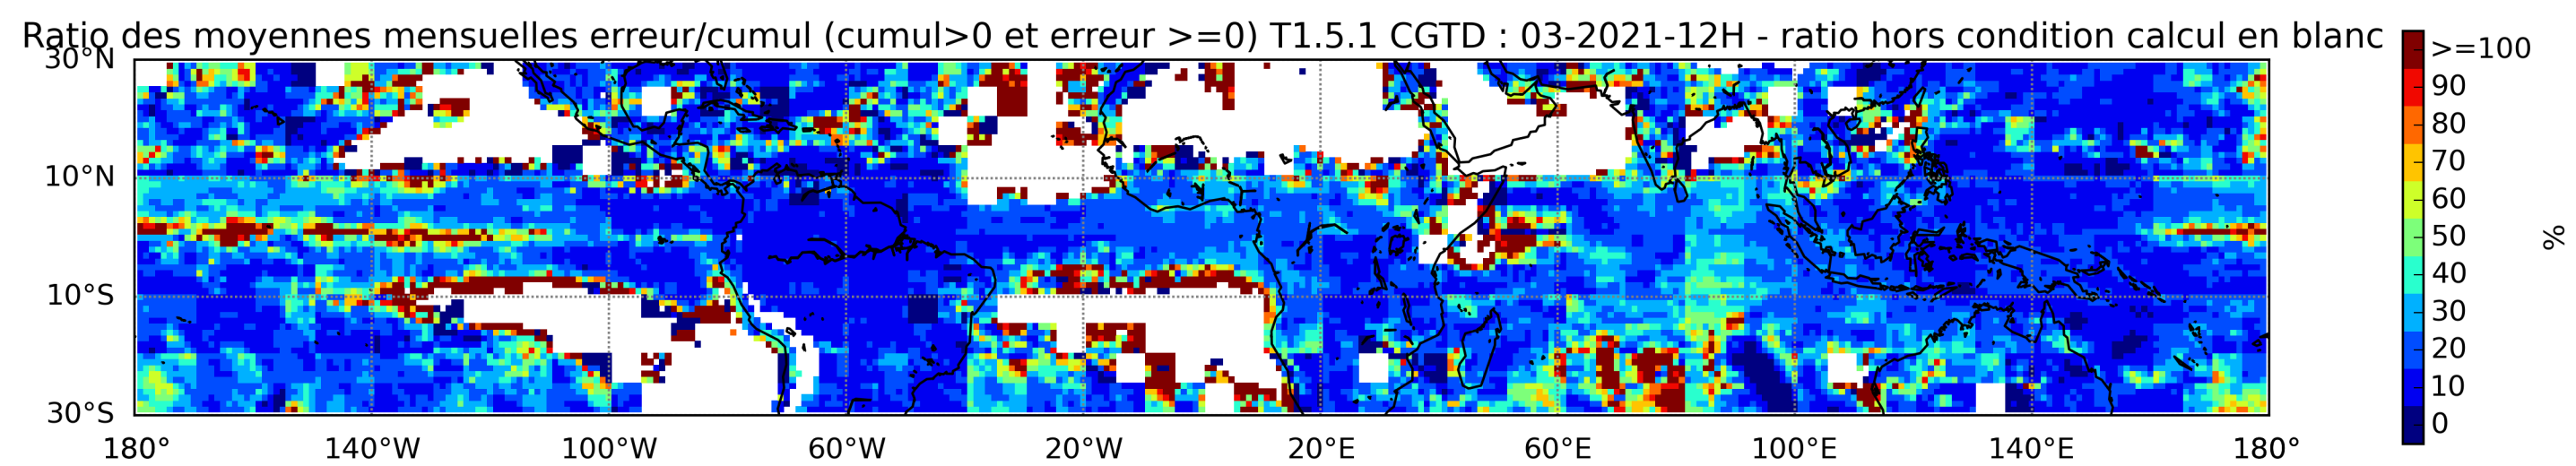 Ratio des moyennes mensuelles erreur/cumul (cumul>0 et erreur >=0) T1.5.1 CGTD : 03-2021-12H - ratio hors condition calcul en blanc
30°N
10°N
10°S
30°S
180° 140°W 100°W 60°W 20°W 20°E 60°E 100°E 140°E 180°
>=100
90
80
70
60
50
40
30
20
10
0
%